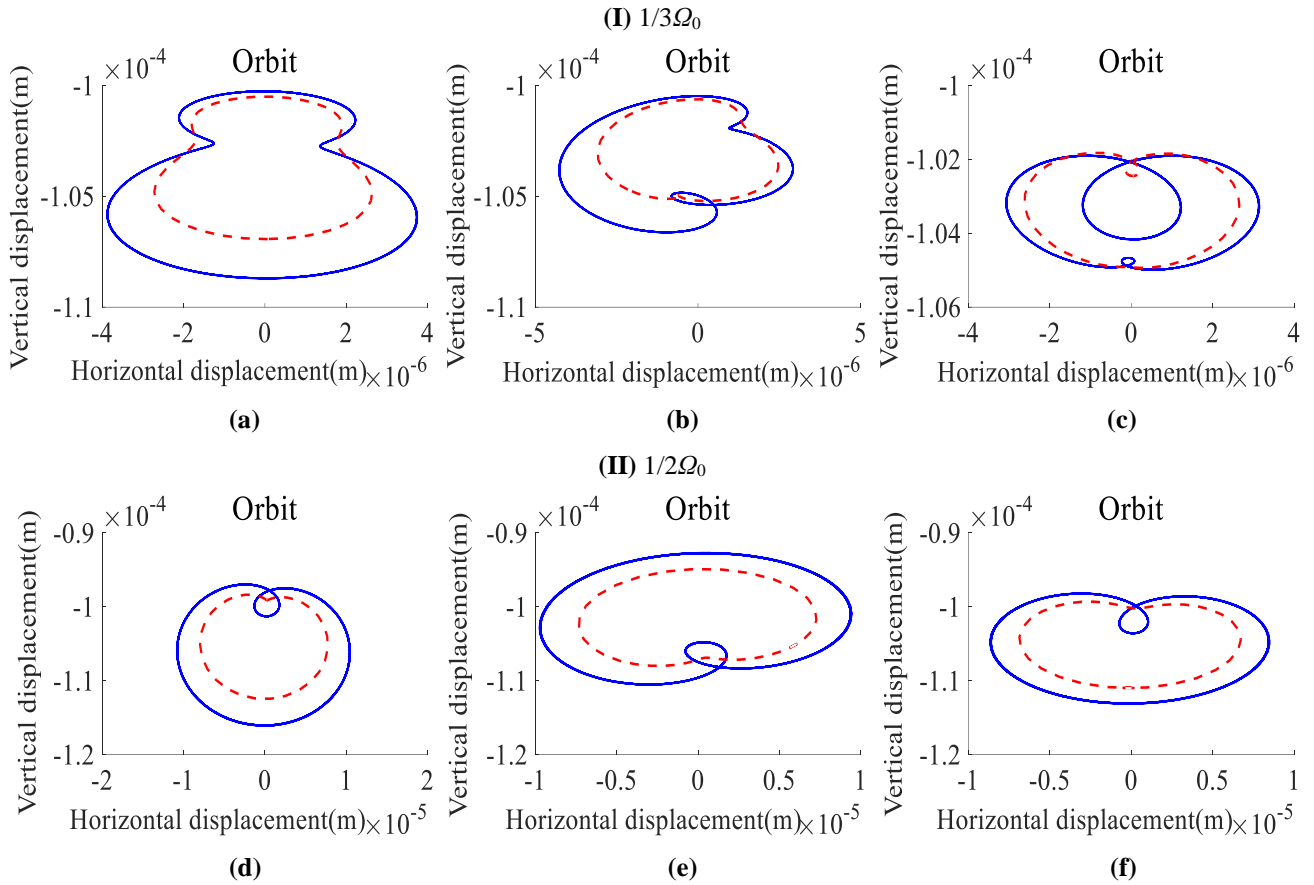 (I) 1/3Ω₀
×10⁻⁴ Orbit
Vertical displacement(m)
-1
-1.05
-1.1
-4 -2 0 2 4
Horizontal displacement(m) ×10⁻⁶
(a)
×10⁻⁴ Orbit
Vertical displacement(m)
-1
-1.05
-1.1
-5 0 5
Horizontal displacement(m) ×10⁻⁶
(b)
×10⁻⁴ Orbit
Vertical displacement(m)
-1
-1.02
-1.04
-1.06
-4 -2 0 2 4
Horizontal displacement(m) ×10⁻⁶
(c)
(II) 1/2Ω₀
×10⁻⁴ Orbit
Vertical displacement(m)
-0.9
-1
-1.1
-1.2
-2 -1 0 1 2
Horizontal displacement(m) ×10⁻⁵
(d)
×10⁻⁴ Orbit
Vertical displacement(m)
-0.9
-1
-1.1
-1.2
-1 -0.5 0 0.5 1
Horizontal displacement(m) ×10⁻⁵
(e)
×10⁻⁴ Orbit
Vertical displacement(m)
-0.9
-1
-1.1
-1.2
-1 -0.5 0 0.5 1
Horizontal displacement(m) ×10⁻⁵
(f)